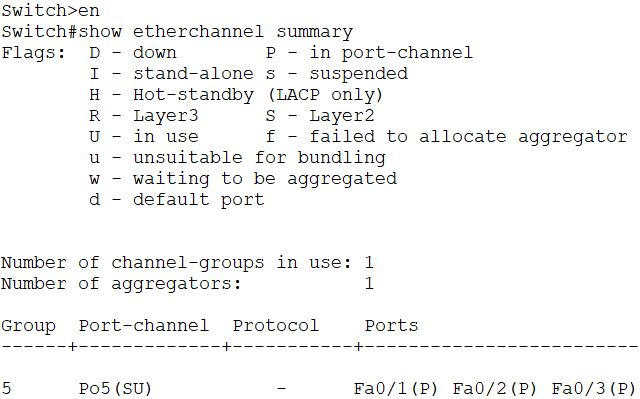 Switch>en
Switch#show etherchannel summary
Flags:  D - down        P - in port-channel
        I - stand-alone s - suspended
        H - Hot-standby (LACP only)
        R - Layer3      S - Layer2
        U - in use      f - failed to allocate aggregator
        u - unsuitable for bundling
        w - waiting to be aggregated
        d - default port
Number of channel-groups in use: 1
Number of aggregators:           1
Group  Port-channel  Protocol    Ports
------+-------------+-----------+--------------------------
5      Po5(SU)           -      Fa0/1(P) Fa0/2(P) Fa0/3(P)